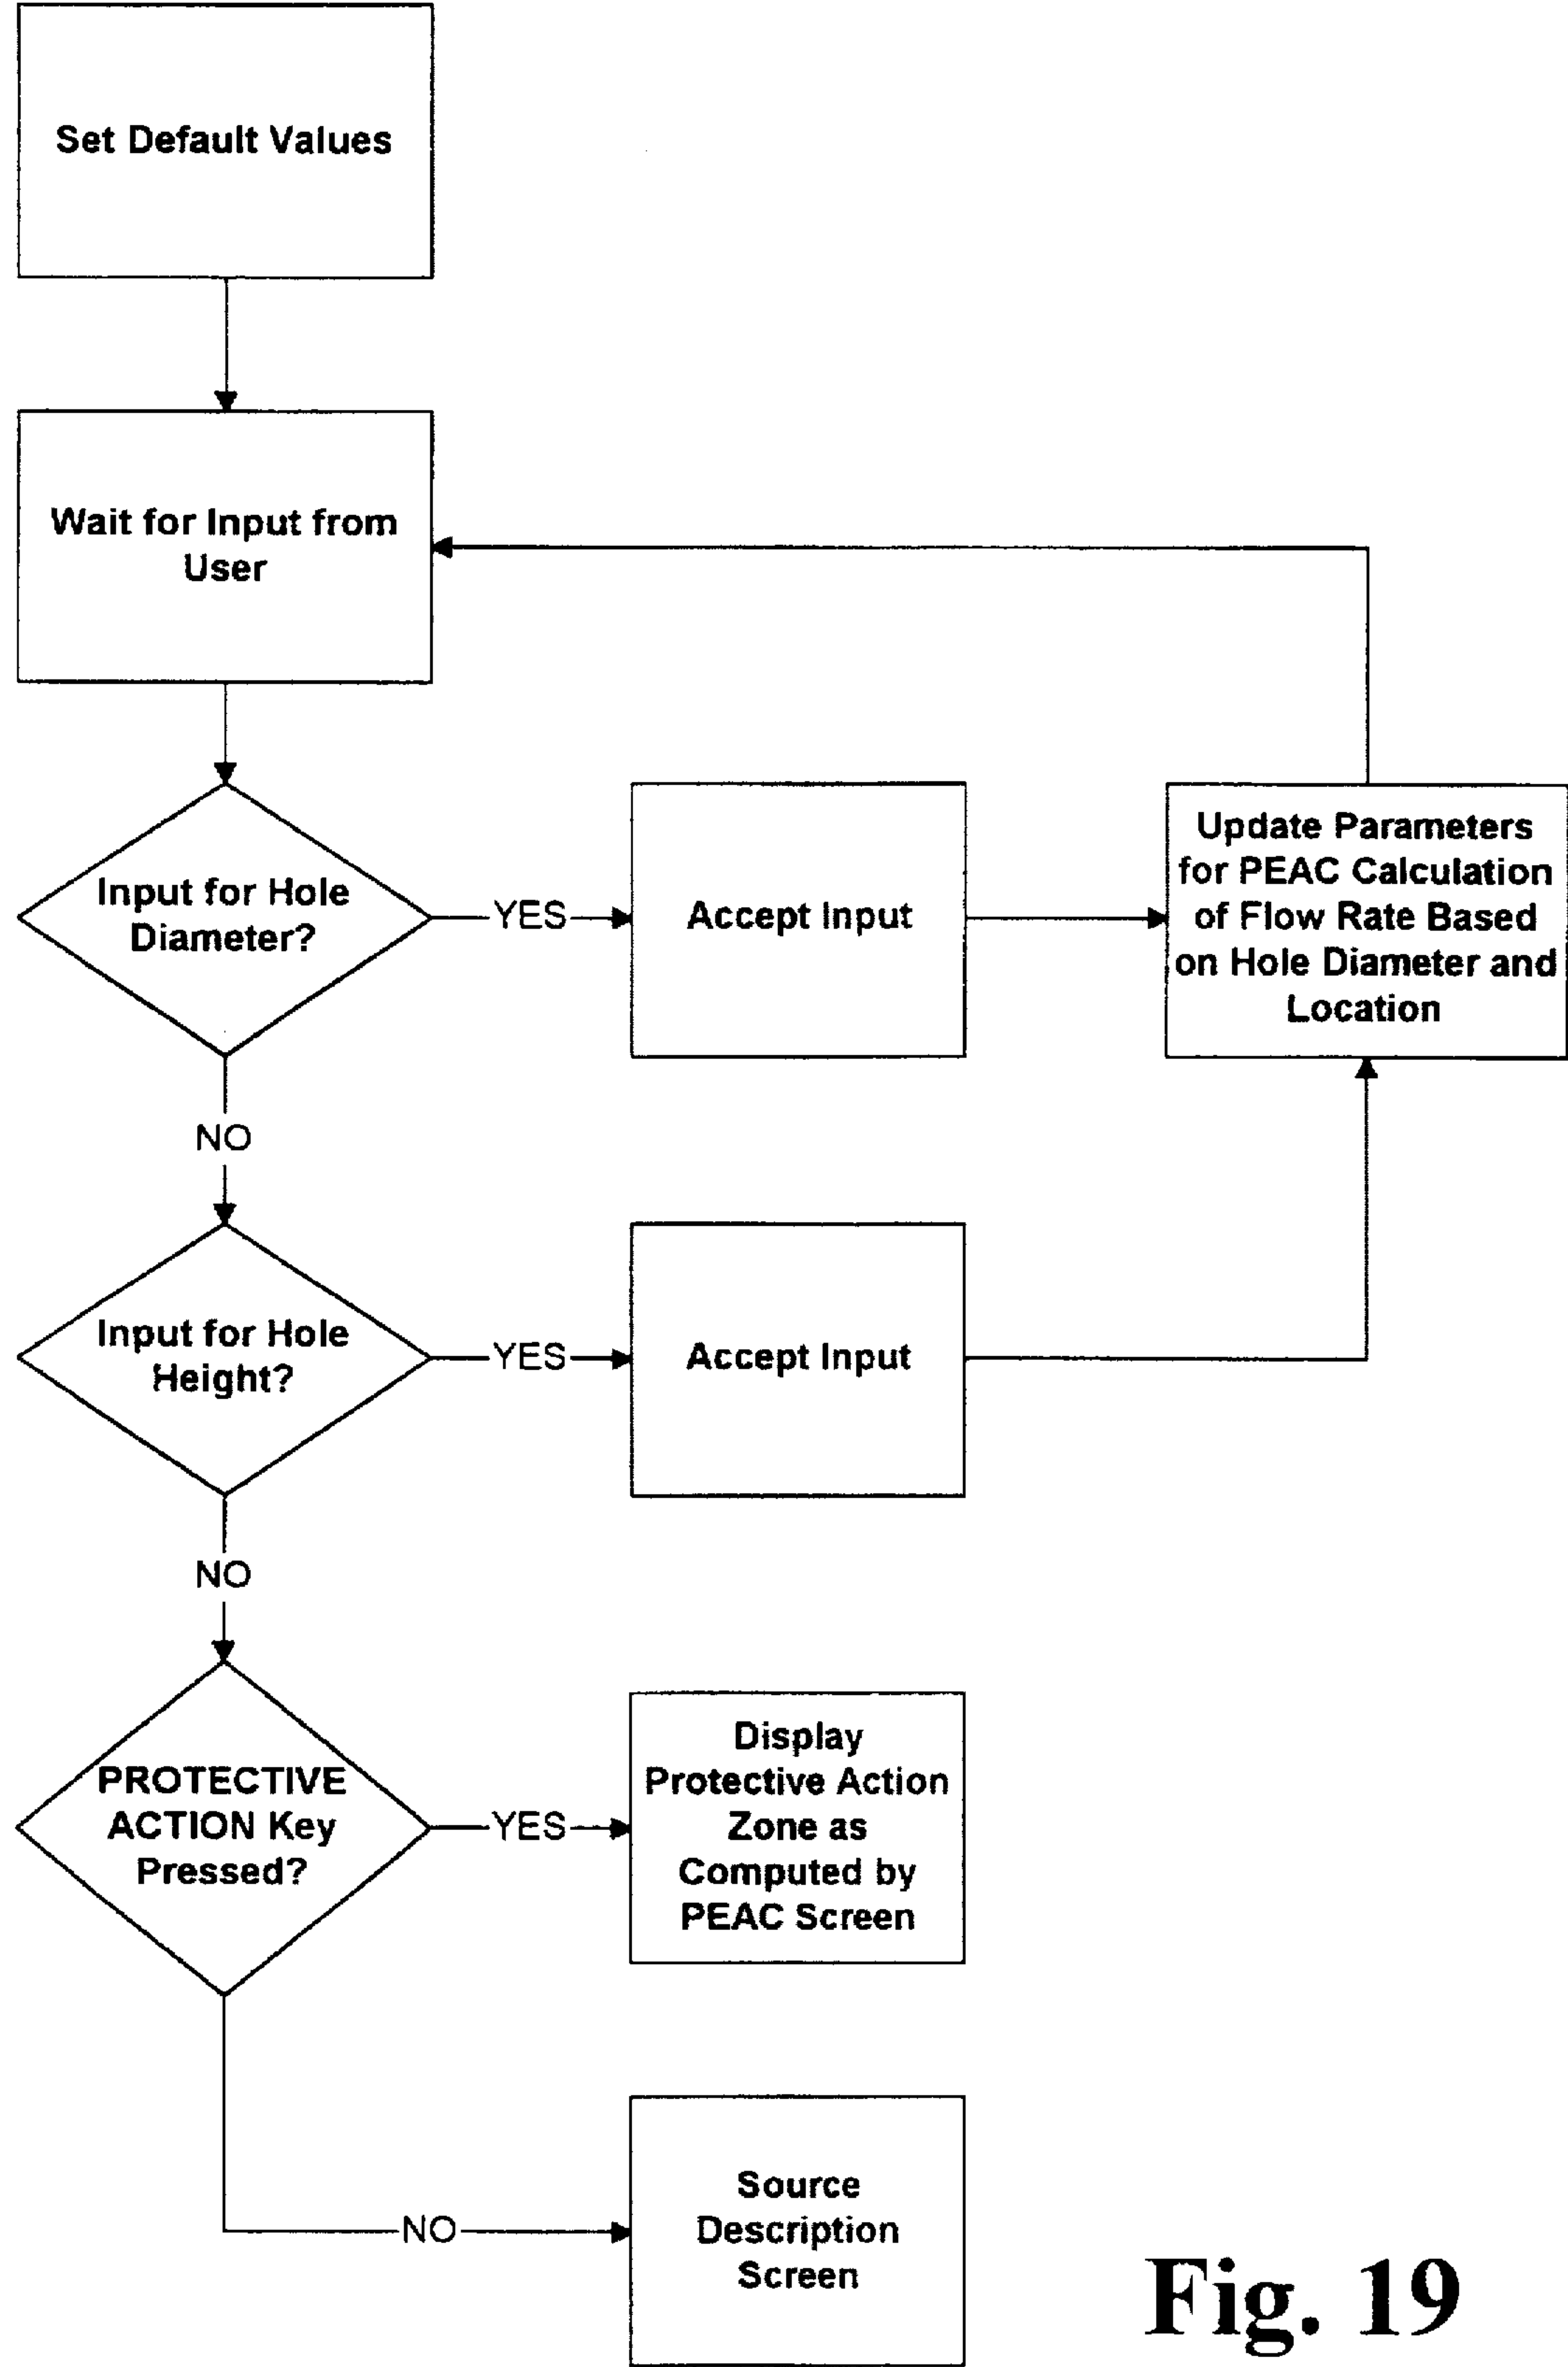 Set Default Values
Wait for Input from
User
Input for Hole
Diameter?
YES
Accept Input
Update Parameters
for PEAC Calculation
of Flow Rate Based
on Hole Diameter and
Location
NO
Input for Hole
Height?
YES
Accept Input
NO
PROTECTIVE
ACTION Key
Pressed?
YES
Display
Protective Action
Zone as
Computed by
PEAC Screen
NO
Source
Description
Screen
Fig. 19